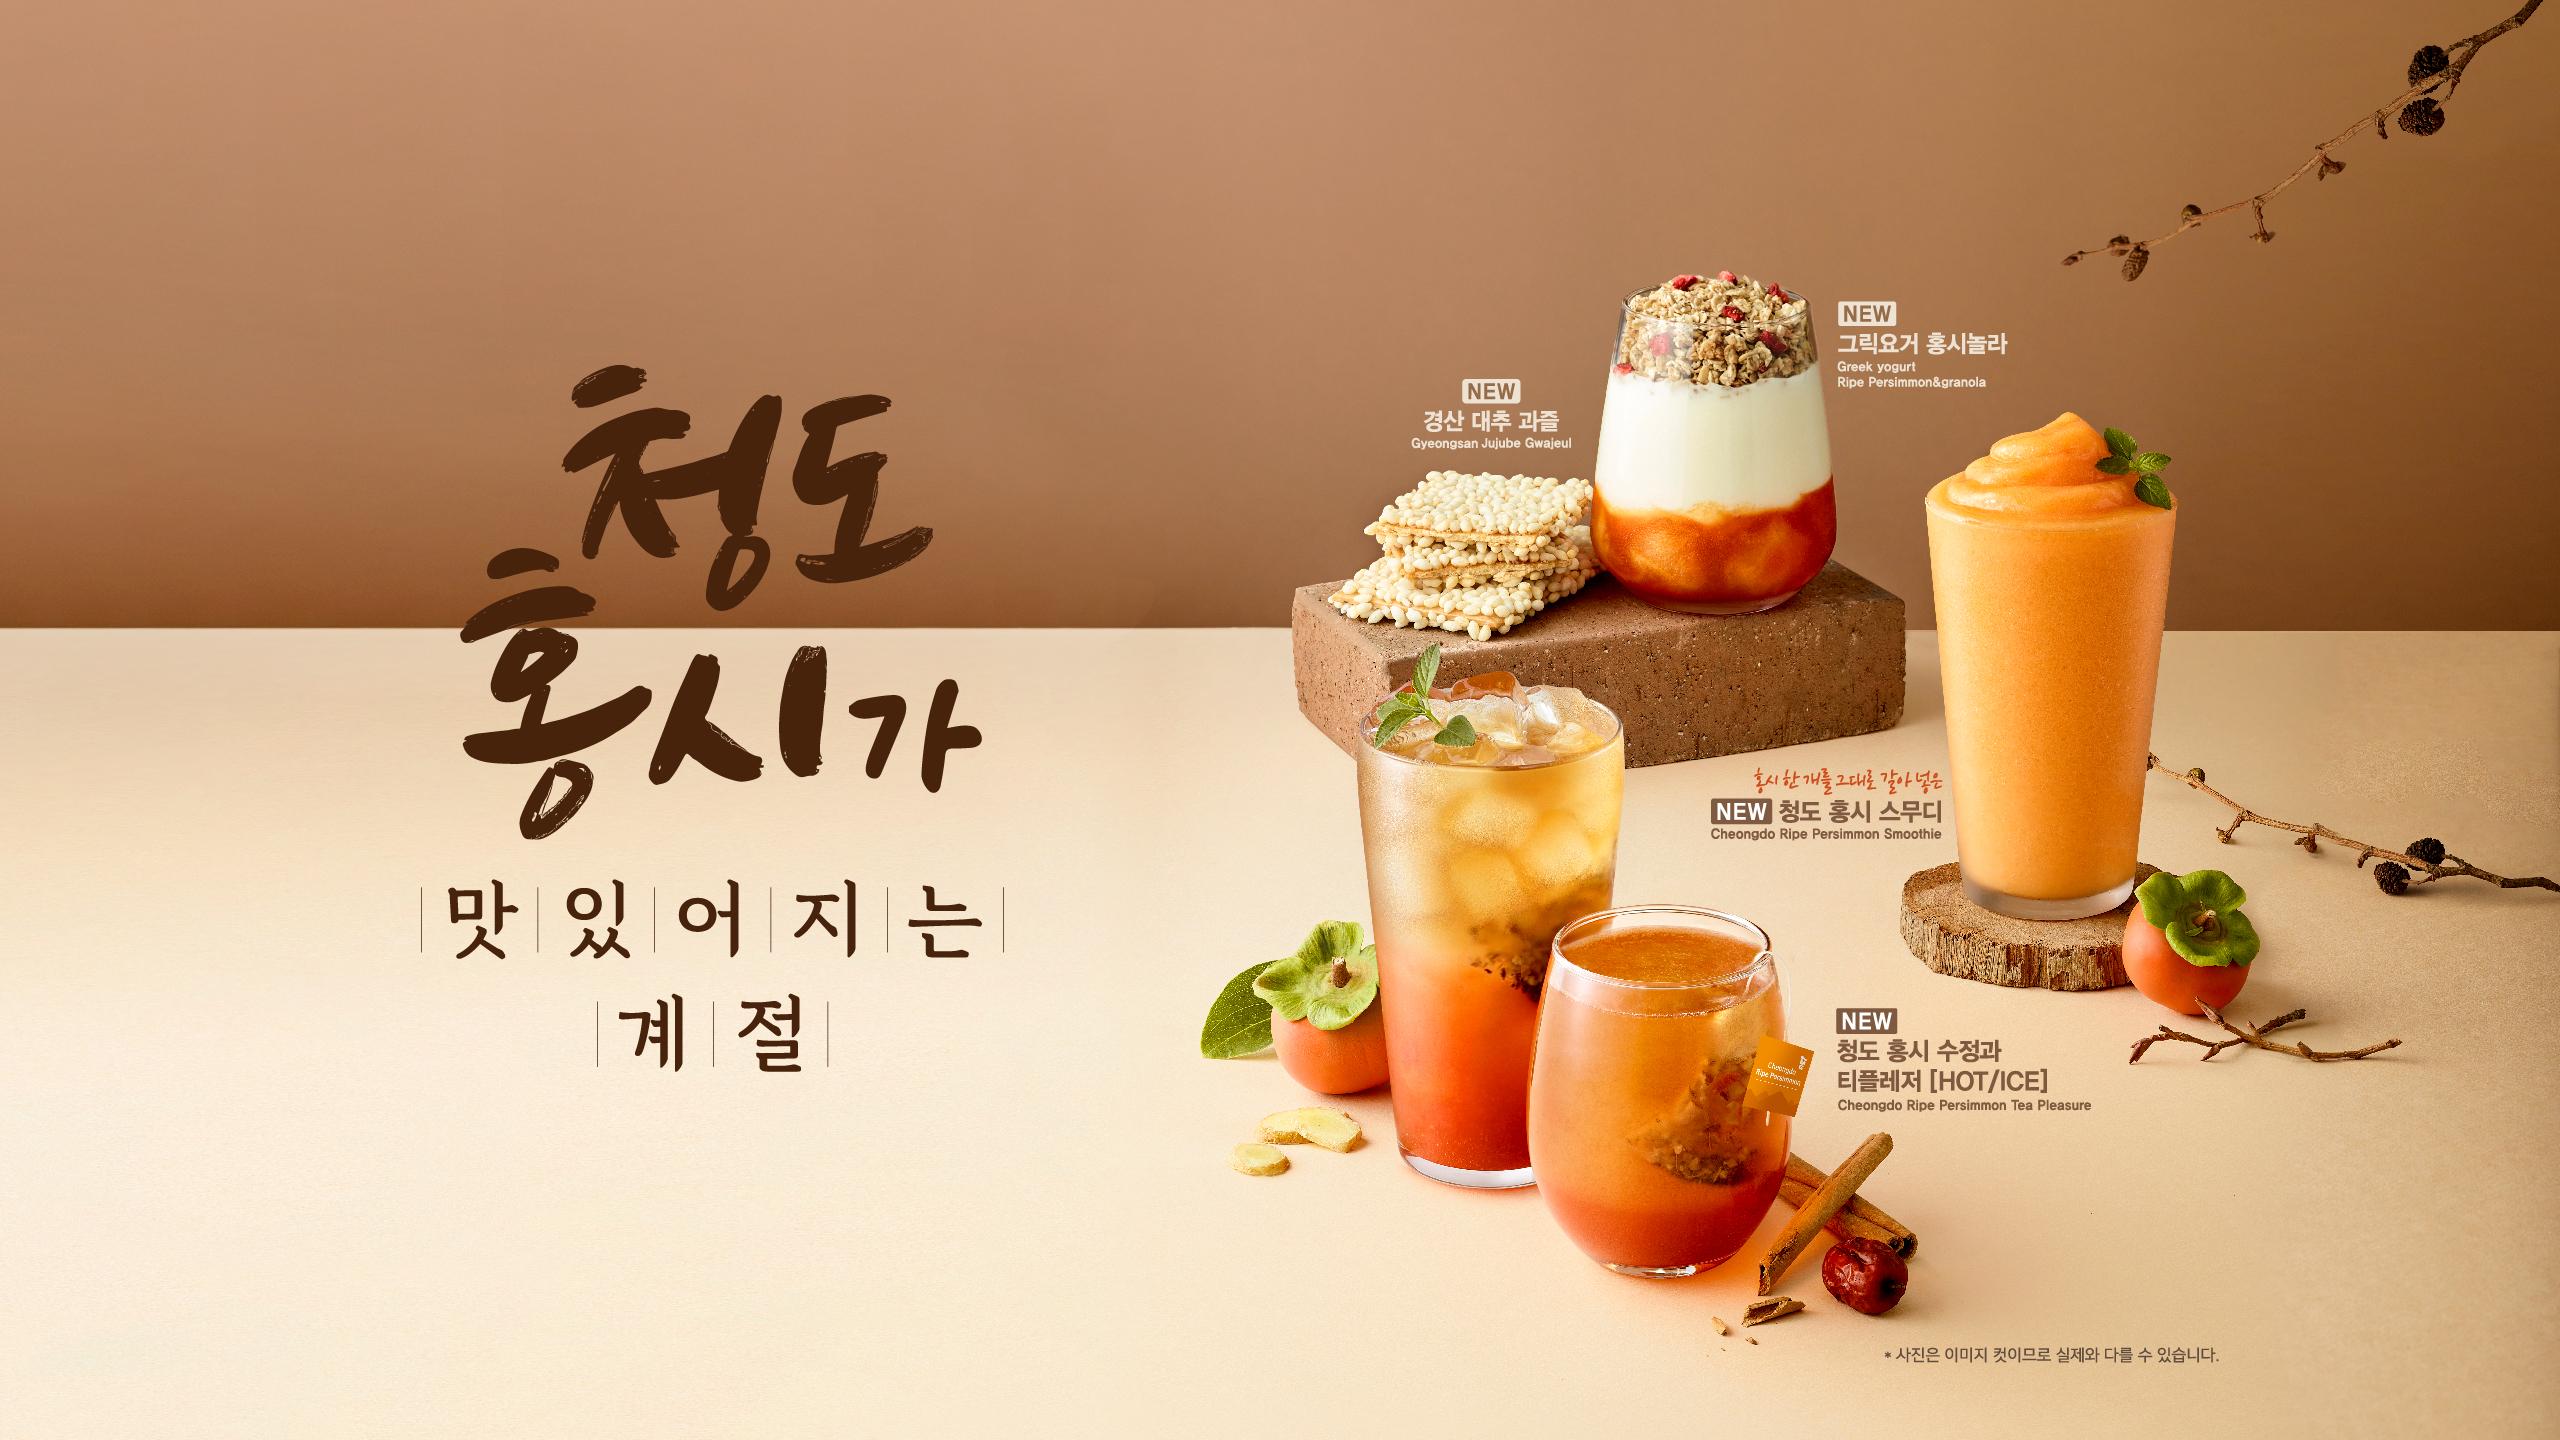 청도
홍시가
맛있어지는
계절
NEW
경산 대추 과즐
Gyeongsan Jujube Gwajeul
NEW
그릭요거 홍시놀라
Greek yogurt
Ripe Persimmon&granola
홍시 한 개를 그대로 갈아 넣은
NEW 청도 홍시 스무디
Cheongdo Ripe Persimmon Smoothie
NEW
청도 홍시 수정과
티플레저 [HOT/ICE]
Cheongdo Ripe Persimmon Tea Pleasure
Cheongdo
Ripe Persimmon
* 사진은 이미지 컷이므로 실제와 다를 수 있습니다.